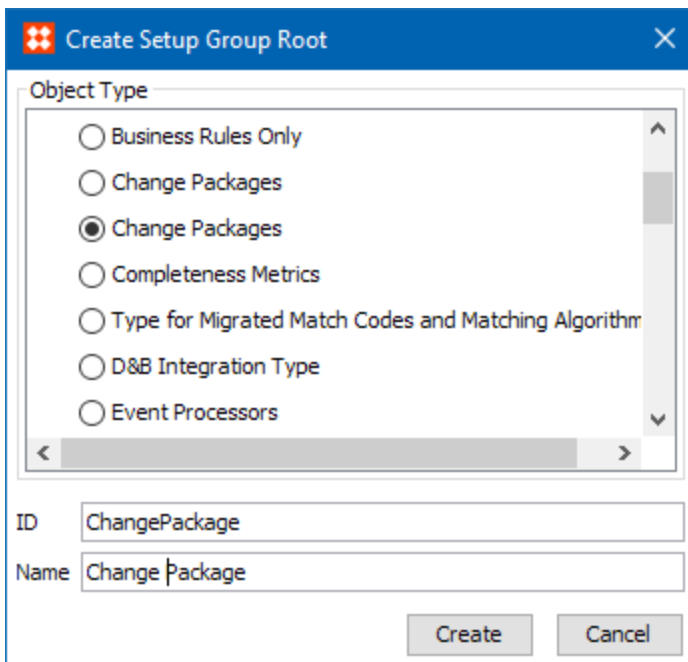 Create Setup Group Root
Object Type
Business Rules Only
Change Packages
Change Packages
Completeness Metrics
Type for Migrated Match Codes and Matching Algorithm
D&B Integration Type
Event Processors
ID ChangePackage
Name Change Package
Create Cancel